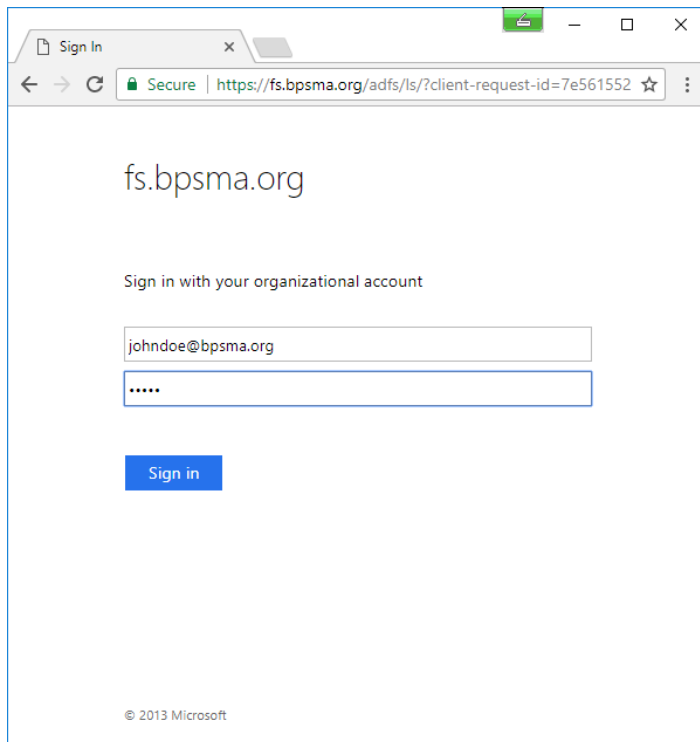 Sign In
Secure https://fs.bpsma.org/adfs/ls/?client-request-id=7e561552
fs.bpsma.org
Sign in with your organizational account
johndoe@bpsma.org
•••••
Sign in
© 2013 Microsoft